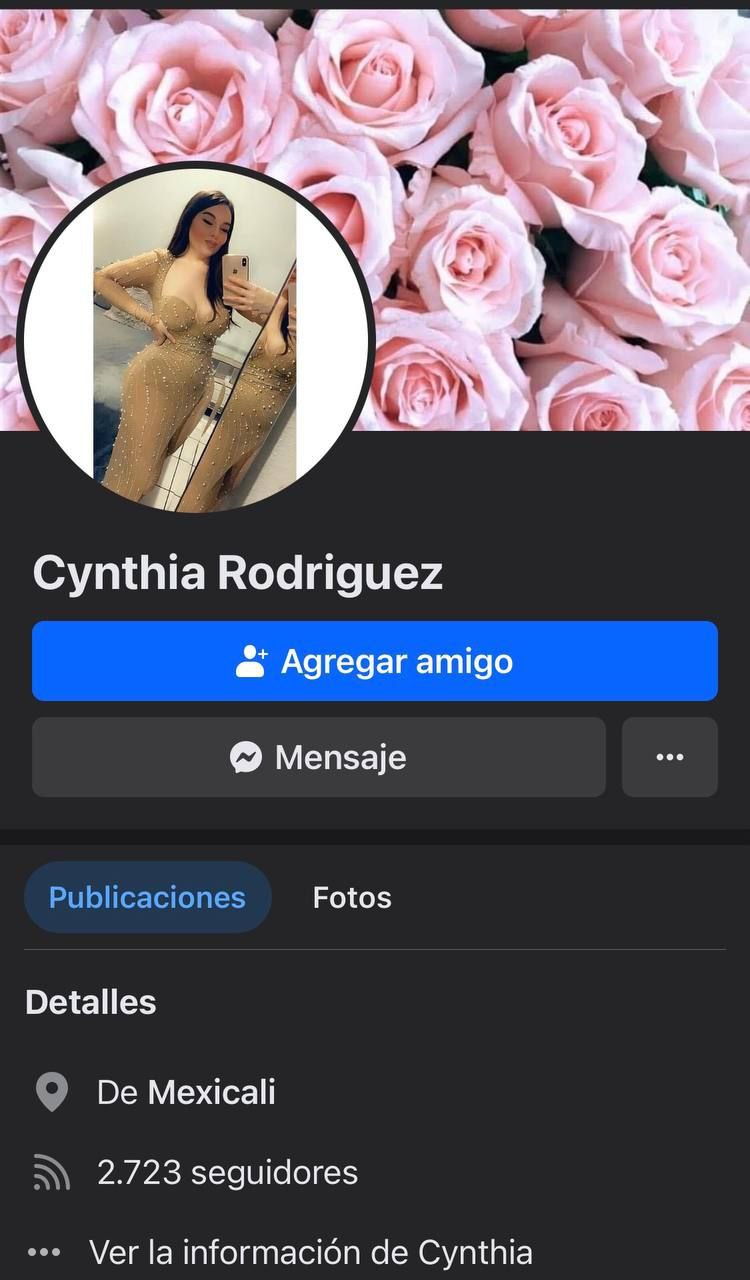 Cynthia Rodriguez
Agregar amigo
Mensaje
Publicaciones Fotos
Detalles
De Mexicali
2.723 seguidores
Ver la información de Cynthia